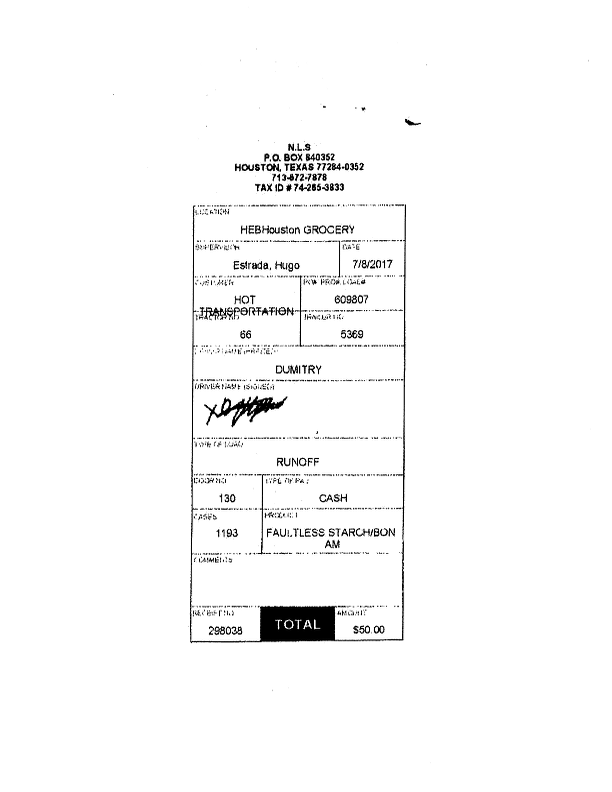 N.L.S
P.O. BOX 840352
HOUSTON, TEXAS 77284-0352
713-672-7878
TAX ID # 74-265-3833
LOCATION
HEBHouston GROCERY
SUPERVISOR DATE
Estrada, Hugo 7/8/2017
CUSTOMER PO# PRO# LOAD#
HOT 609807
TRANSPORTATION
TRACTOR NO TRAILER NO
66 5369
DUMITRY
DRIVER NAME (SIGNED)
TYPE OF LOAD
RUNOFF
DOOR NO TYPE OF PAY
130 CASH
CASES PRODUCT
1193 FAULTLESS STARCH/BON
AM
COMMENTS
RECEIPT NO TOTAL AMOUNT
298038 $50.00